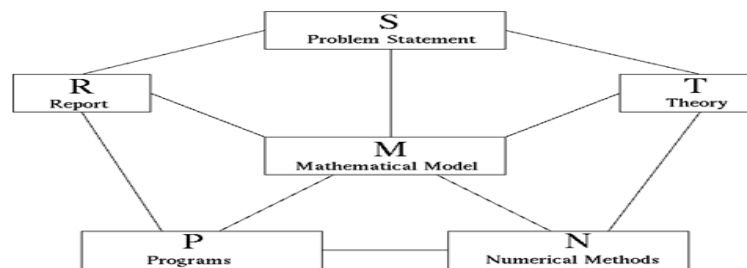 S
Problem Statement
R
Report
T
Theory
M
Mathematical Model
P
Programs
N
Numerical Methods